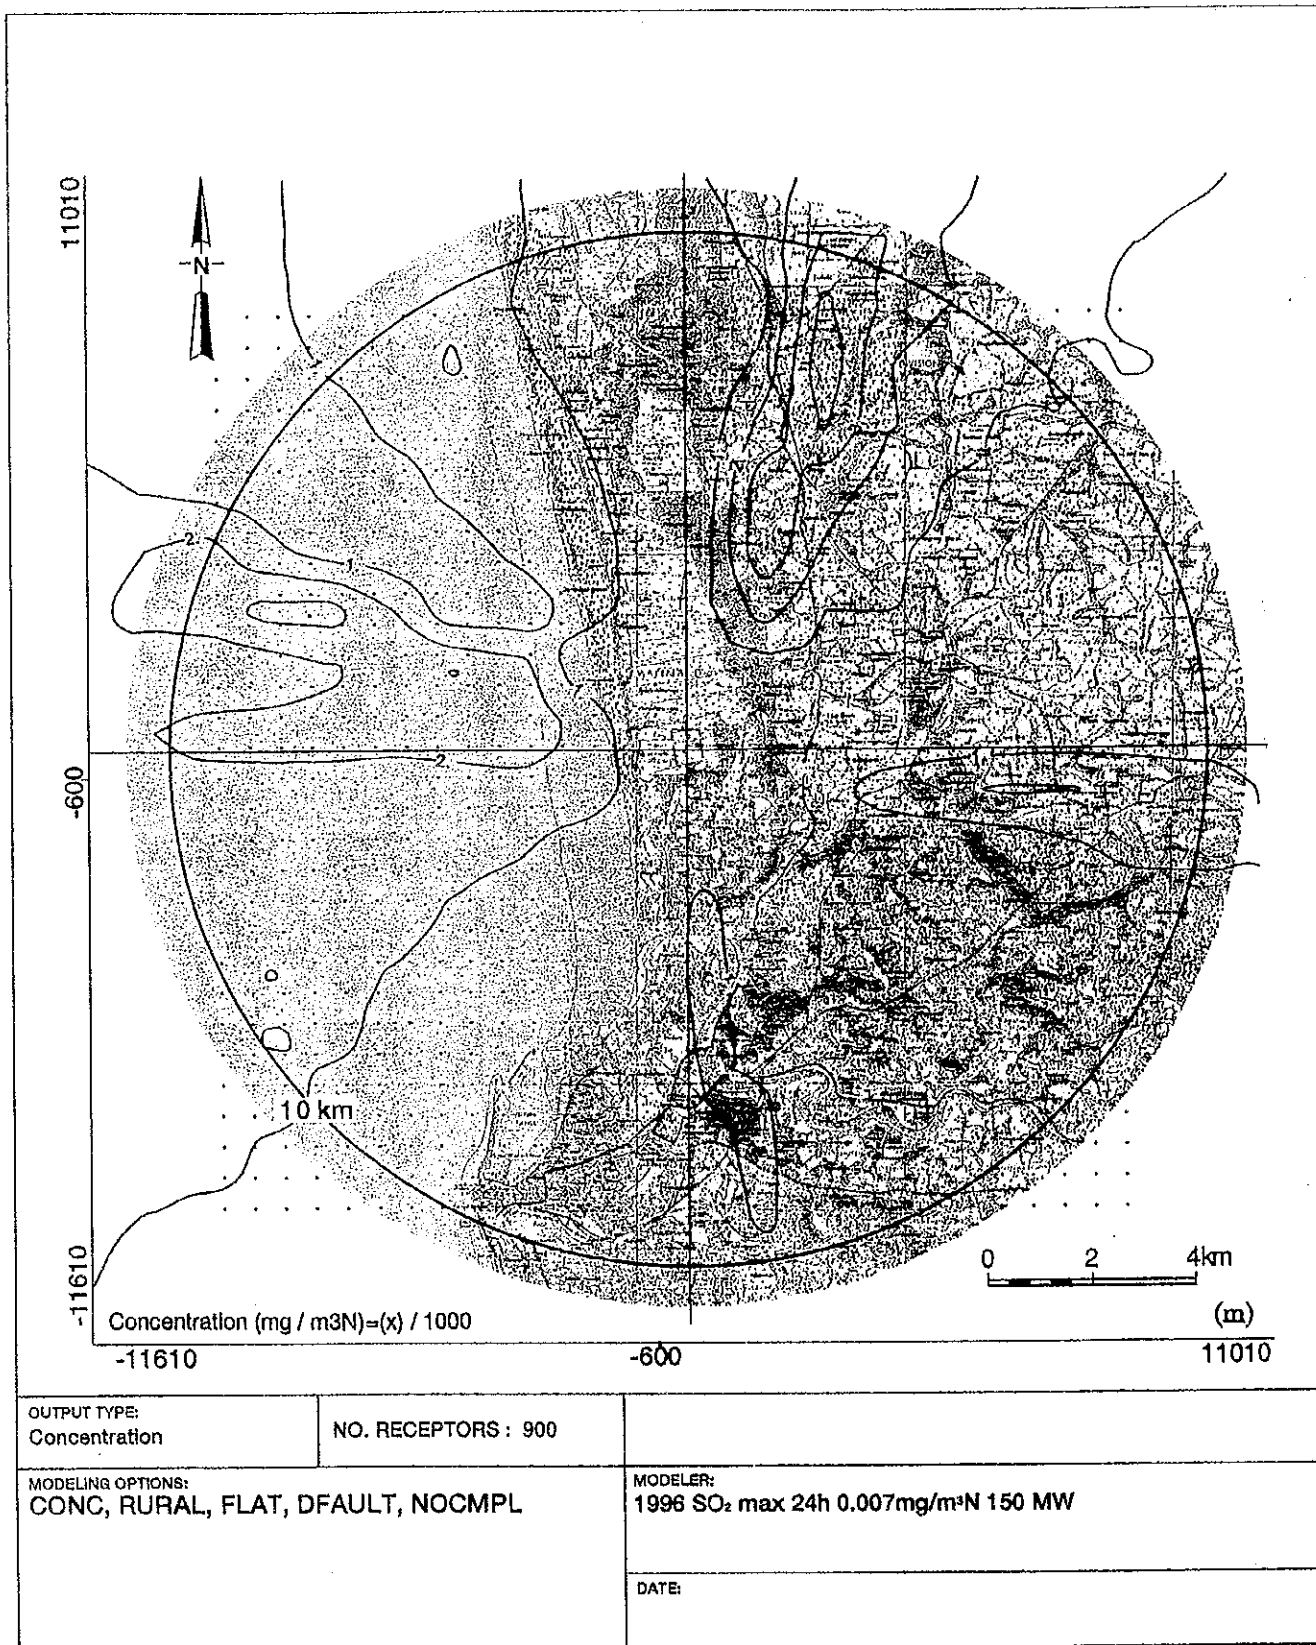 11010
N
2
1
-600
2
10 km
0 2 4km
-11610
Concentration (mg / m3N)=(x) / 1000
(m)
-11610 -600 11010
OUTPUT TYPE:
Concentration
NO. RECEPTORS : 900
MODELING OPTIONS:
CONC, RURAL, FLAT, DFAULT, NOCMPL
MODELER:
1996 SO₂ max 24h 0.007mg/m³N 150 MW
DATE: